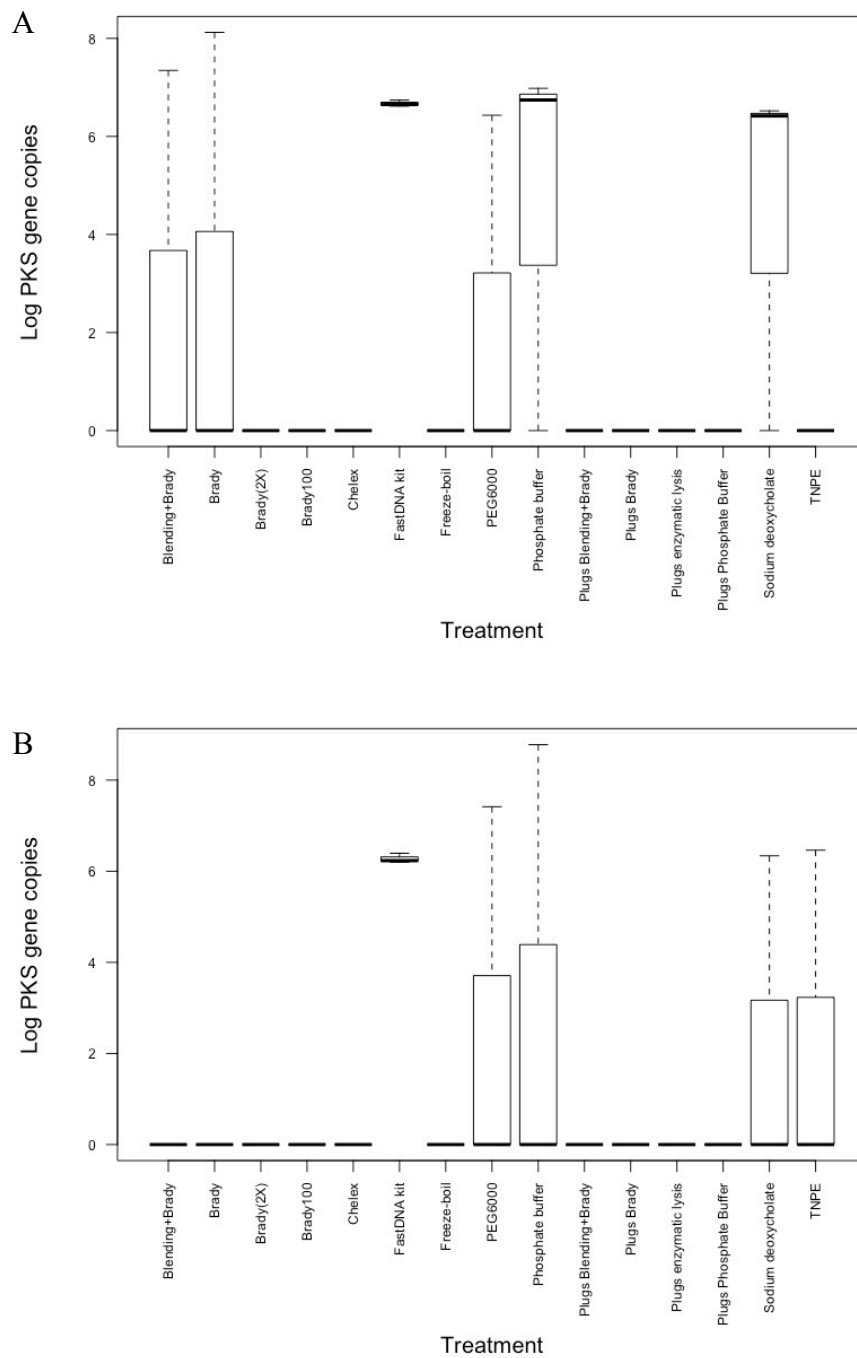 A
Log PKS gene copies
8
6
4
2
0
Blending+Brady
Brady
Brady(2X)
Brady100
Chelex
FastDNA kit
Freeze-boil
PEG6000
Phosphate buffer
Plugs Blending+Brady
Plugs Brady
Plugs enzymatic lysis
Plugs Phosphate Buffer
Sodium deoxycholate
TNPE
Treatment
B
Log PKS gene copies
8
6
4
2
0
Blending+Brady
Brady
Brady(2X)
Brady100
Chelex
FastDNA kit
Freeze-boil
PEG6000
Phosphate buffer
Plugs Blending+Brady
Plugs Brady
Plugs enzymatic lysis
Plugs Phosphate Buffer
Sodium deoxycholate
TNPE
Treatment